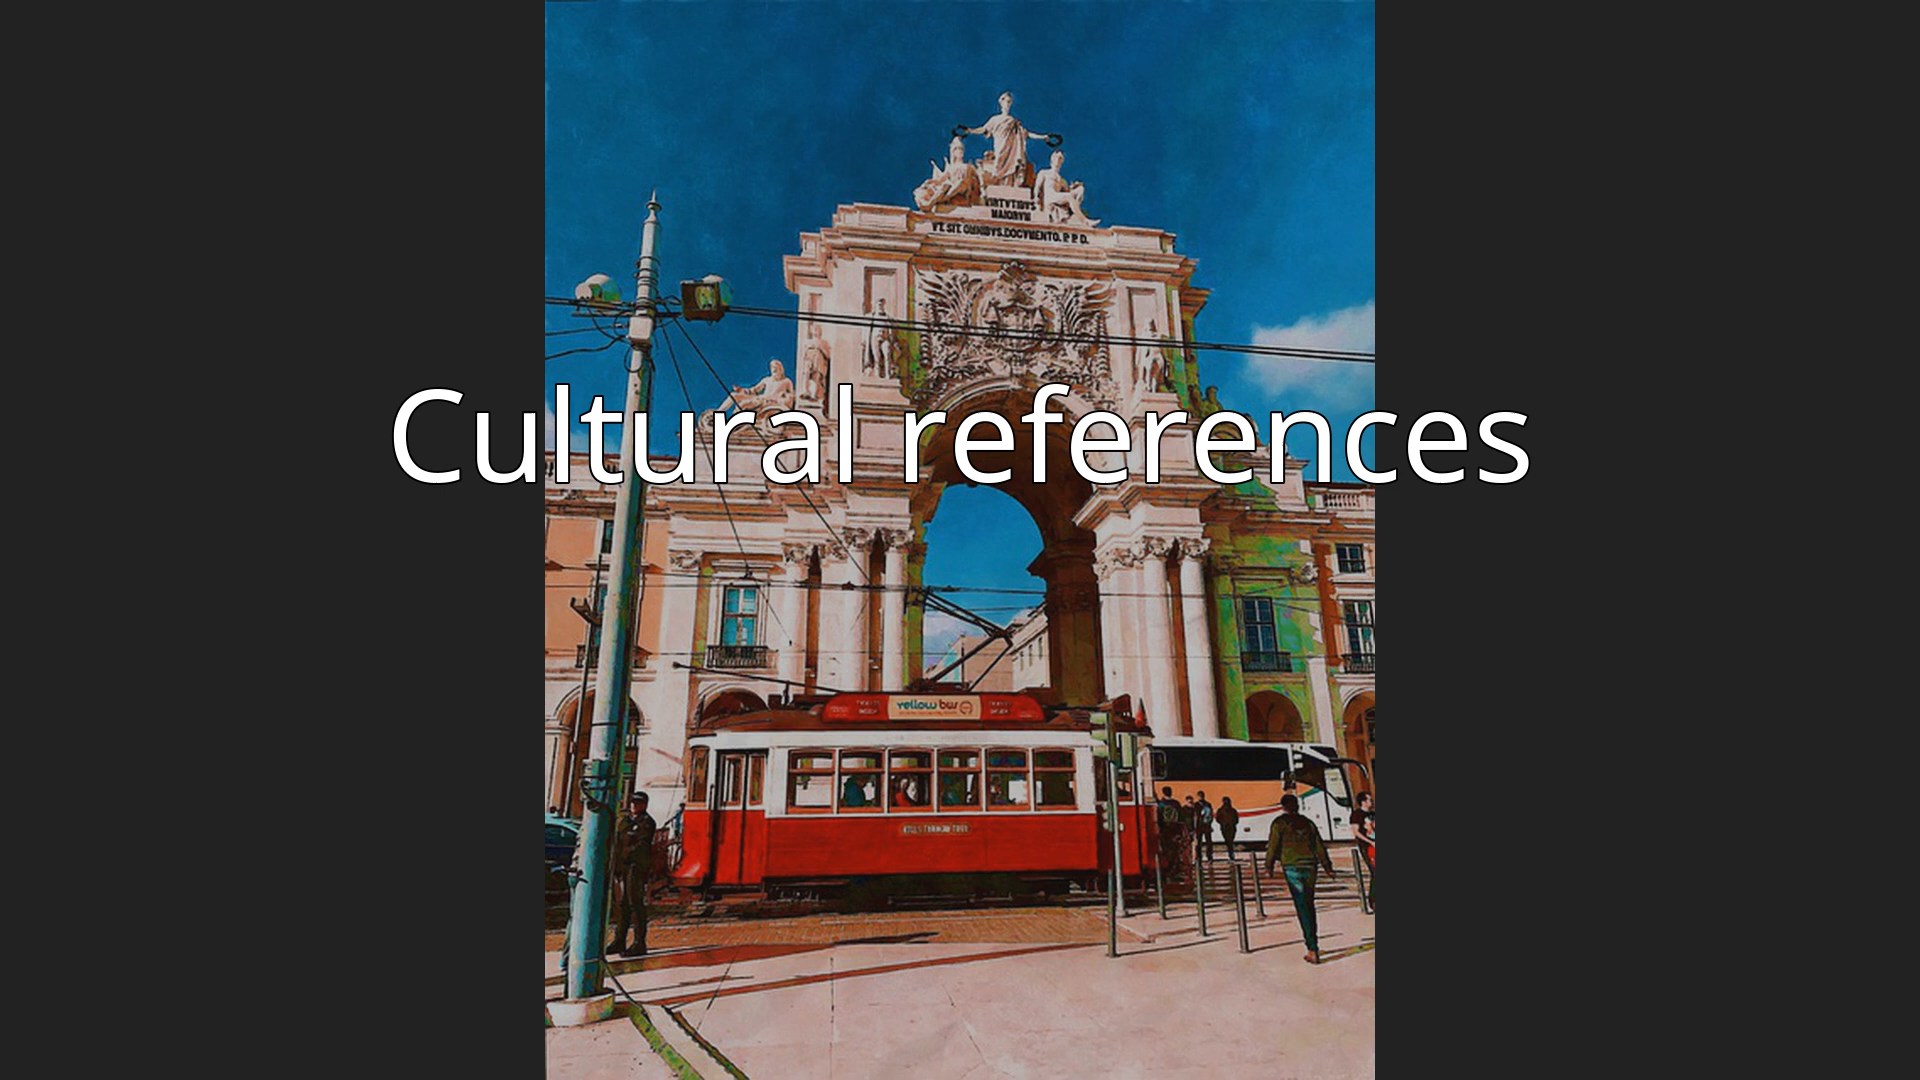 VIRTVTIBVS
MAIORVM
VT. SIT. OMNIBVS. DOCVMENTO. P. P. D.
Cultural references
yellow bus